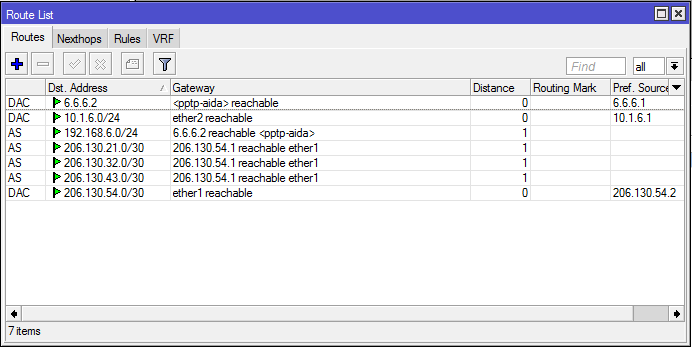 Route List
Routes Nexthops Rules VRF
Find all
Dst. Address Gateway Distance Routing Mark Pref. Source
DAC 6.6.6.2 <pptp-aida> reachable 0 6.6.6.1
DAC 10.1.6.0/24 ether2 reachable 0 10.1.6.1
AS 192.168.6.0/24 6.6.6.2 reachable <pptp-aida> 1
AS 206.130.21.0/30 206.130.54.1 reachable ether1 1
AS 206.130.32.0/30 206.130.54.1 reachable ether1 1
AS 206.130.43.0/30 206.130.54.1 reachable ether1 1
DAC 206.130.54.0/30 ether1 reachable 0 206.130.54.2
7 items